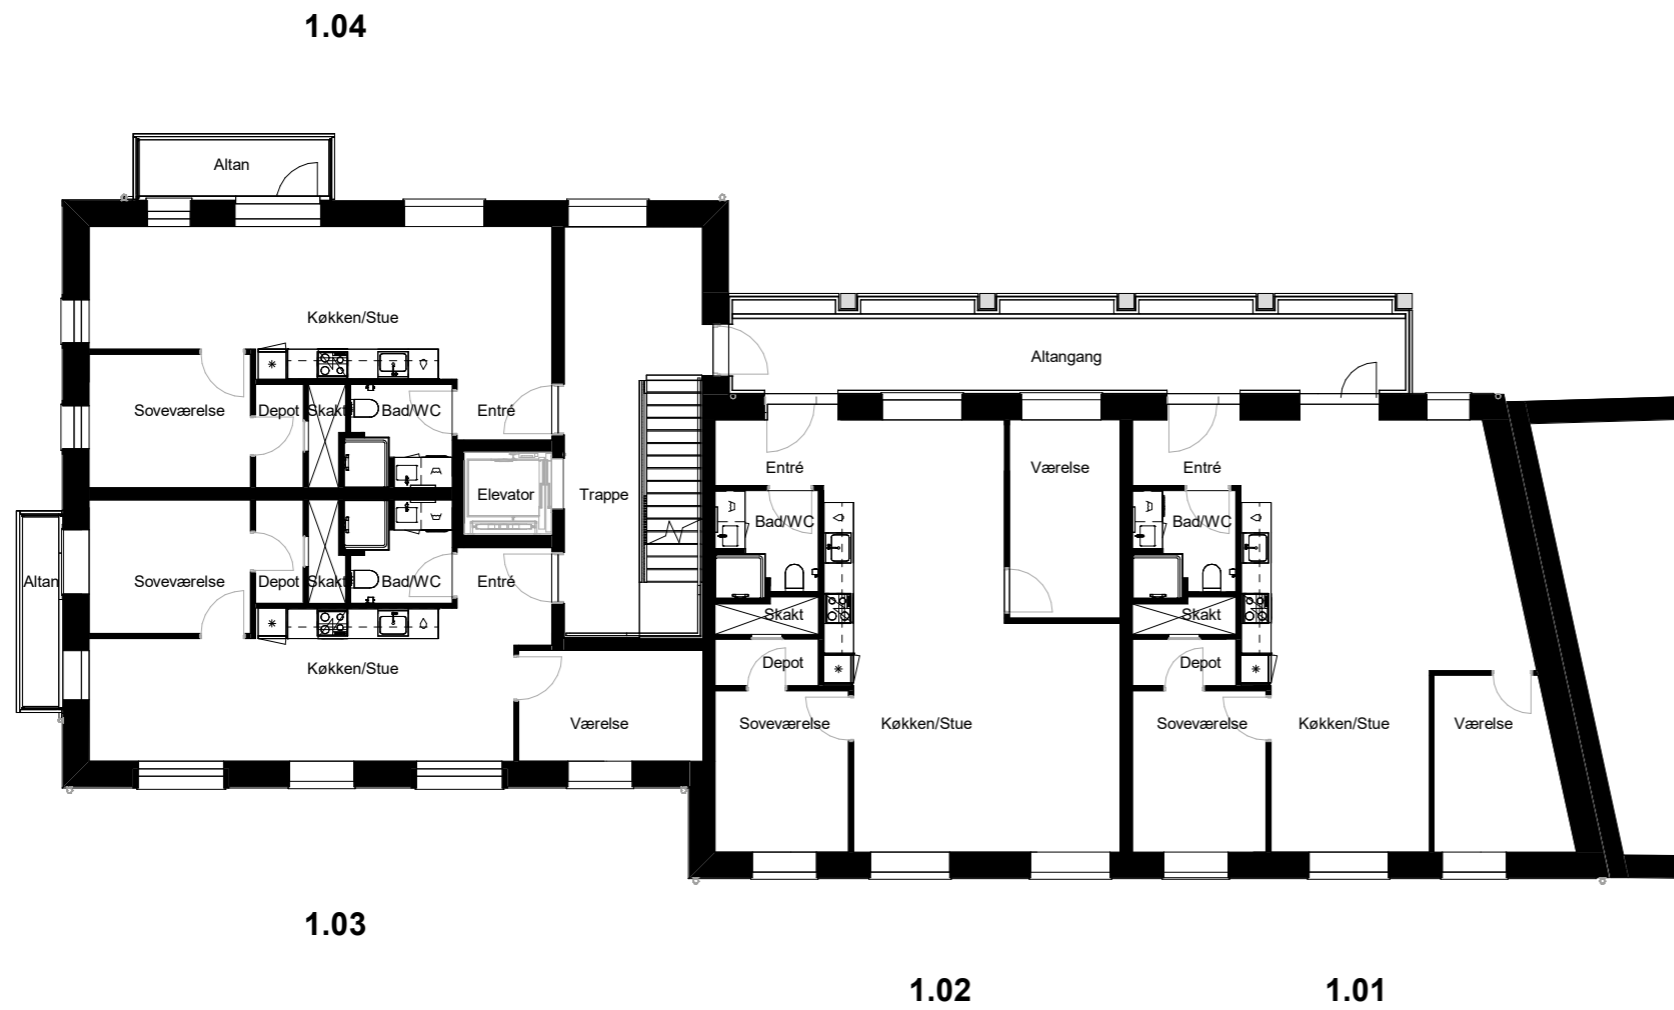 1.04
Altan
Køkken/Stue
Altangang
Soveværelse
Depot
Skakt
Bad/WC
Entré
Entré
Værelse
Entré
Elevator
Trappe
Bad/WC
Bad/WC
Altan
Soveværelse
Depot
Skakt
Bad/WC
Entré
Skakt
Skakt
Køkken/Stue
Depot
Depot
Værelse
Soveværelse
Køkken/Stue
Soveværelse
Køkken/Stue
Værelse
1.03
1.02
1.01